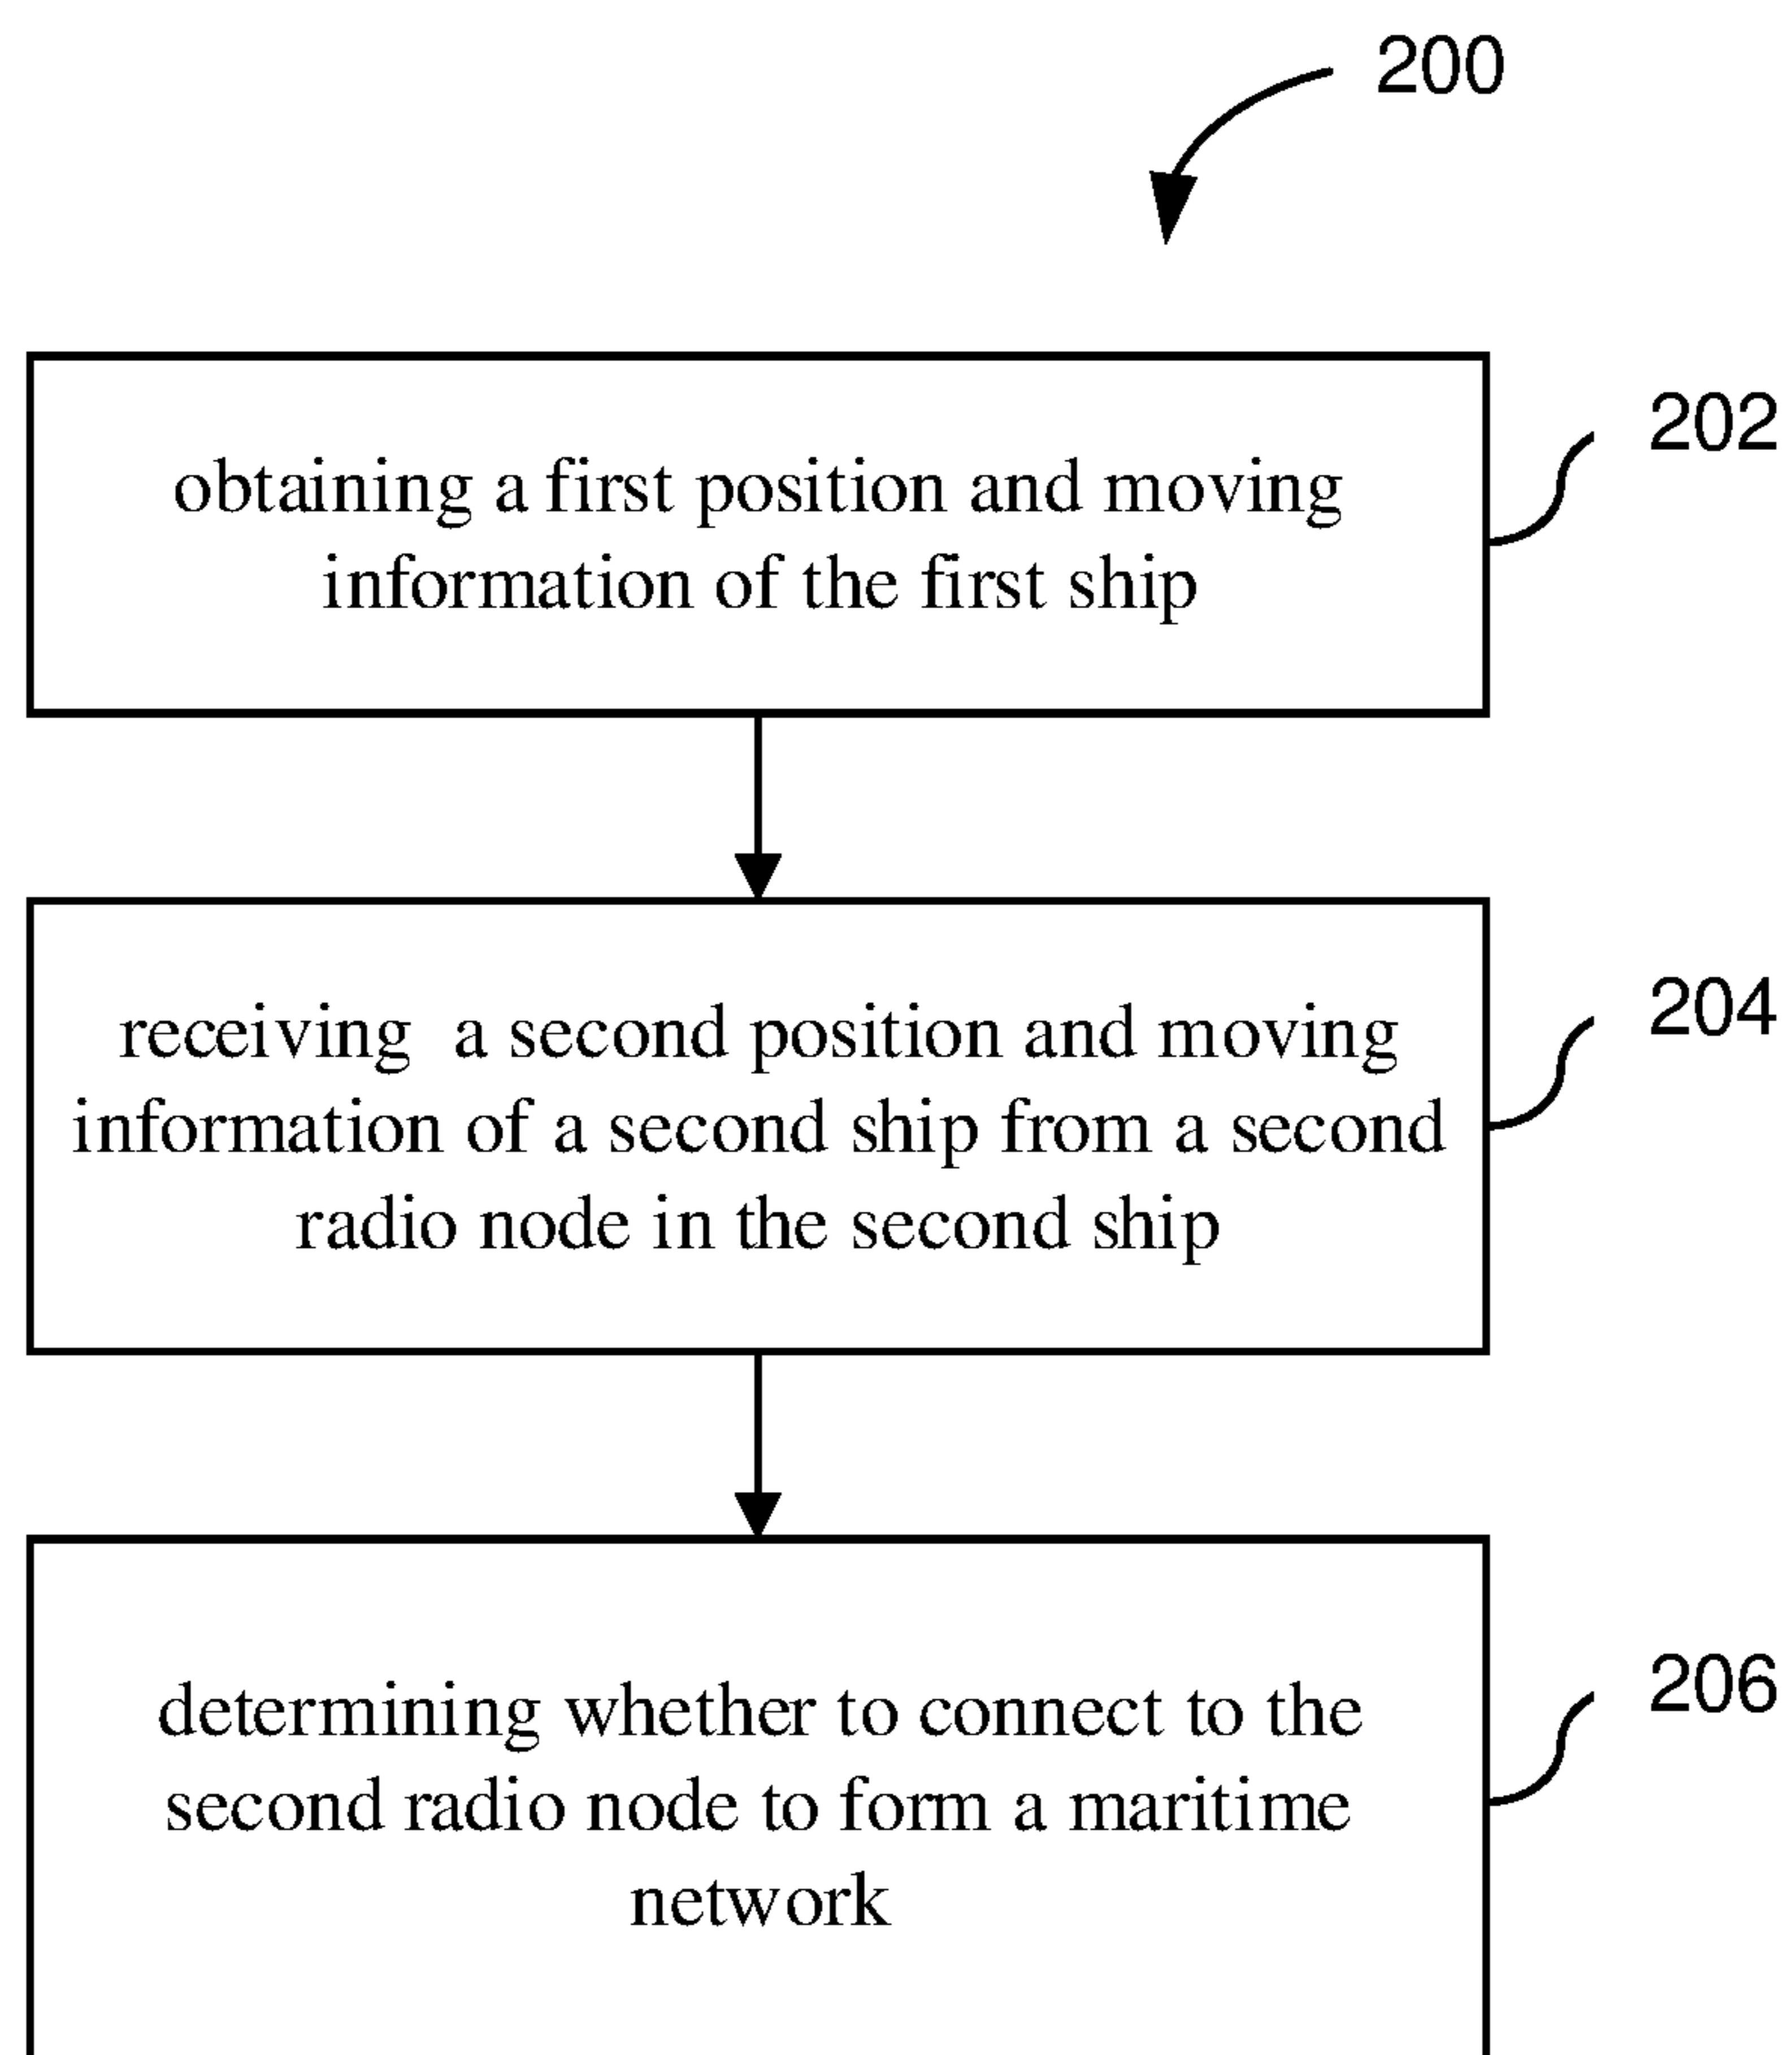 200
obtaining a first position and moving
information of the first ship
202
receiving a second position and moving
information of a second ship from a second
radio node in the second ship
204
determining whether to connect to the
second radio node to form a maritime
network
206